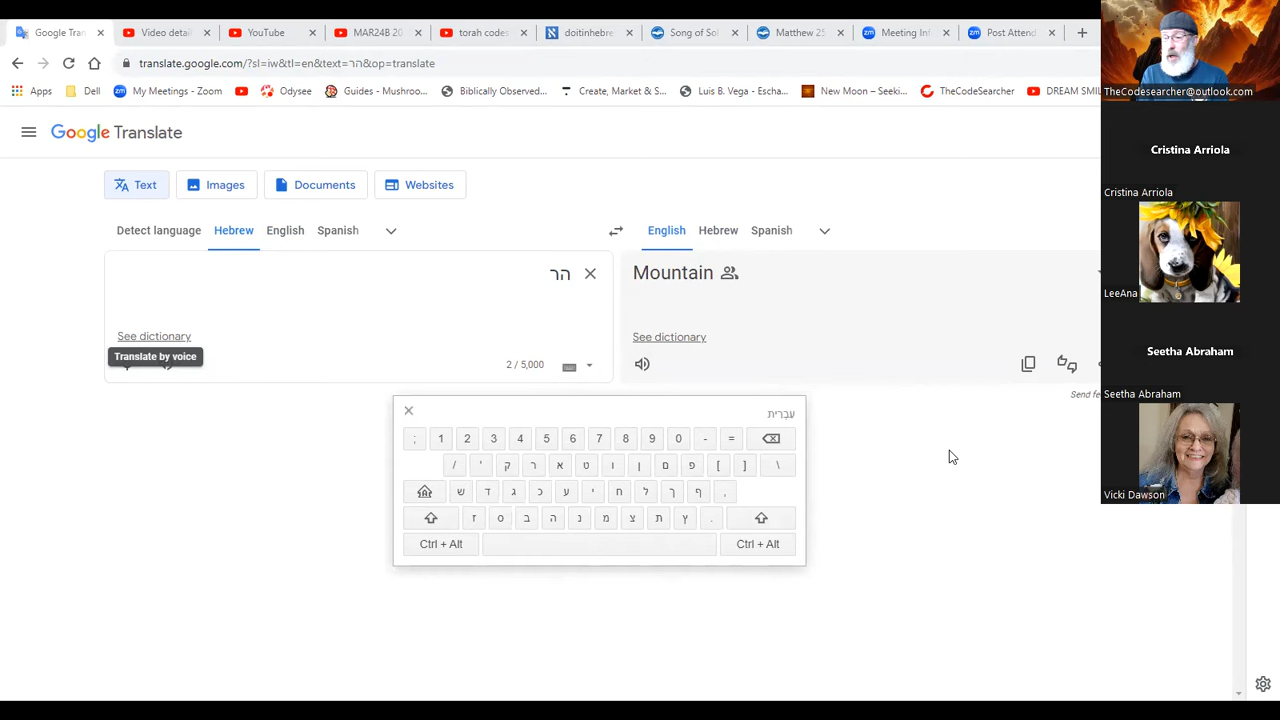 Google Tran
Video detai
YouTube
MAR24B 20
torah codes
doitinhebre
Song of Sol
Matthew 25
Meeting Inf
Post Attend
translate.google.com/?sl=iw&tl=en&text=הר&op=translate
Apps
Dell
My Meetings - Zoom
Odysee
Guides - Mushroo...
Biblically Observed...
Create, Market & S...
Luis B. Vega - Escha...
New Moon – Seeki...
TheCodeSearcher
DREAM SMIL
TheCodesearcher@outlook.com
Google Translate
Text
Images
Documents
Websites
Detect language
Hebrew
English
Spanish
English
Hebrew
Spanish
הר
Mountain
See dictionary
See dictionary
Translate by voice
2 / 5,000
Send fe
עברית
; 1 2 3 4 5 6 7 8 9 0 - =
/ ' ק ר א ט ו ן ם פ [ ] \
ש ד ג כ ע י ח ל ך ף ,
ז ס ב ה נ מ צ ת ץ .
Ctrl + Alt
Ctrl + Alt
Cristina Arriola
Cristina Arriola
LeeAna
Seetha Abraham
Seetha Abraham
Vicki Dawson